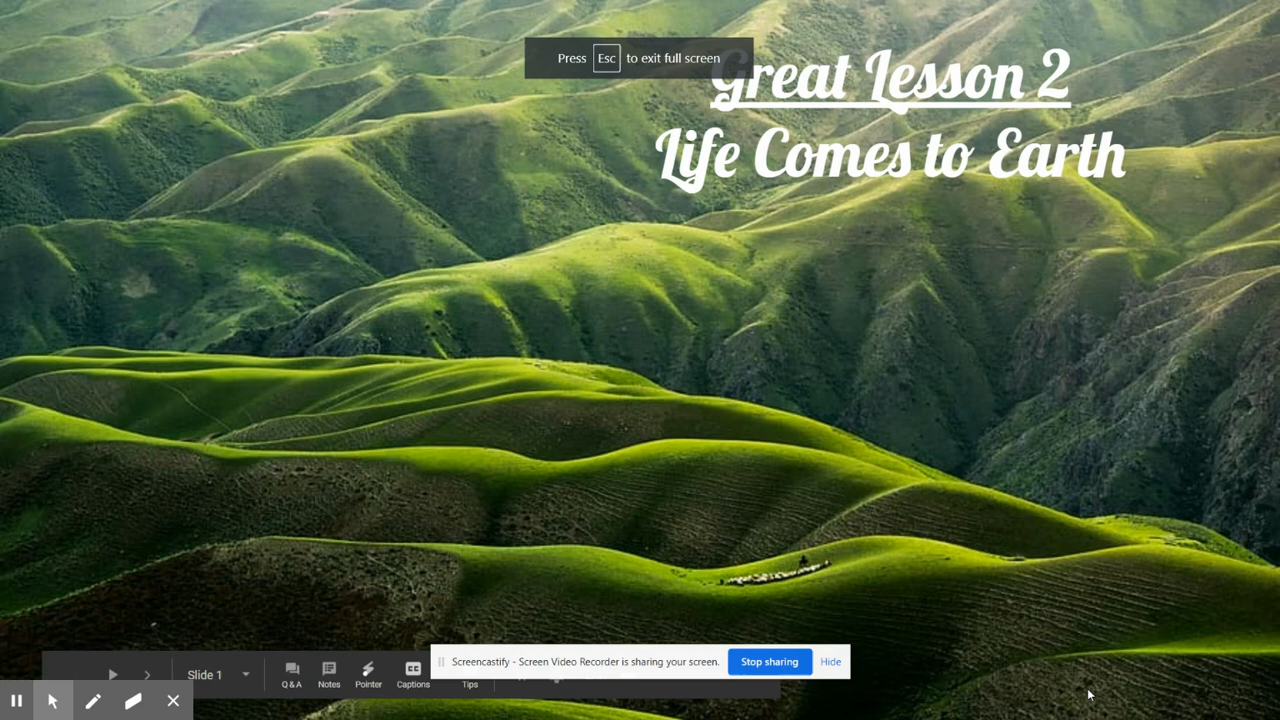 Press Esc to exit full screen
Great Lesson 2
Life Comes to Earth
Screencastify - Screen Video Recorder is sharing your screen.
Stop sharing
Hide
Slide 1
Q & A
Notes
Pointer
CC
Captions
Tips